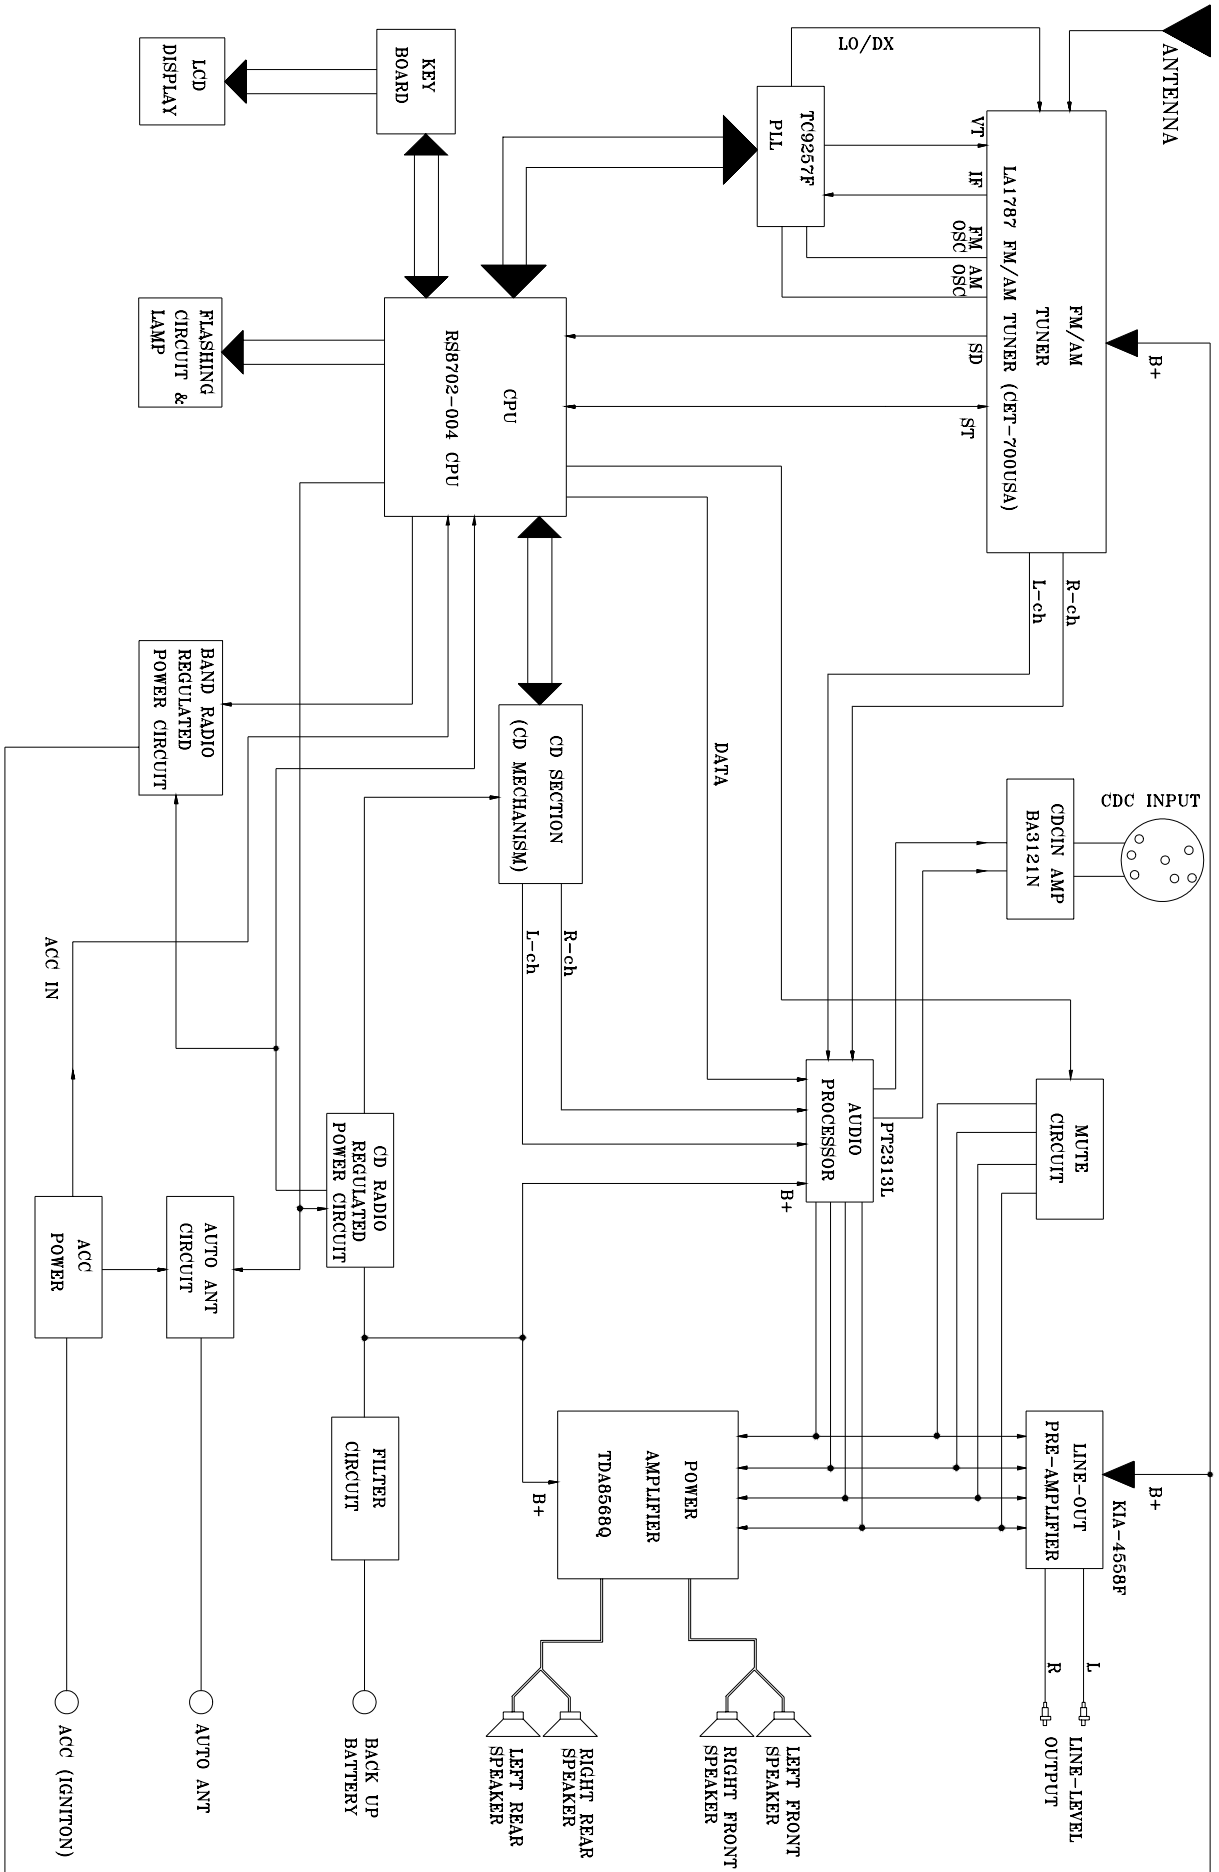 ANTENNA
LO/DX
B+
FM/AM
TUNER
LA1787 FM/AM TUNER (CET-700USA)
VT
IF
FM
OSC
AM
OSC
SD
ST
R-ch
L-ch
TC9257F
PLL
KEY
BOARD
LCD
DISPLAY
CPU
RS8702-004 CPU
FLASHING
CIRCUIT &
LAMP
DATA
CDC INPUT
CDCIN AMP
BA3121N
CD SECTION
(CD MECHANISM)
R-ch
L-ch
BAND RADIO
REGULATED
POWER CIRCUIT
ACC IN
MUTE
CIRCUIT
PT2313L
AUDIO
PROCESSOR
B+
CD RADIO
REGULATED
POWER CIRCUIT
AUTO ANT
CIRCUIT
ACC
POWER
B+
KIA-4558F
LINE-OUT
PRE-AMPLIFIER
POWER
AMPLIFIER
TDA8568Q
B+
FILTER
CIRCUIT
L
R
LINE-LEVEL
OUTPUT
LEFT FRONT
SPEAKER
RIGHT FRONT
SPEAKER
RIGHT REAR
SPEAKER
LEFT REAR
SPEAKER
BACK UP
BATTERY
AUTO ANT
ACC (IGNITON)